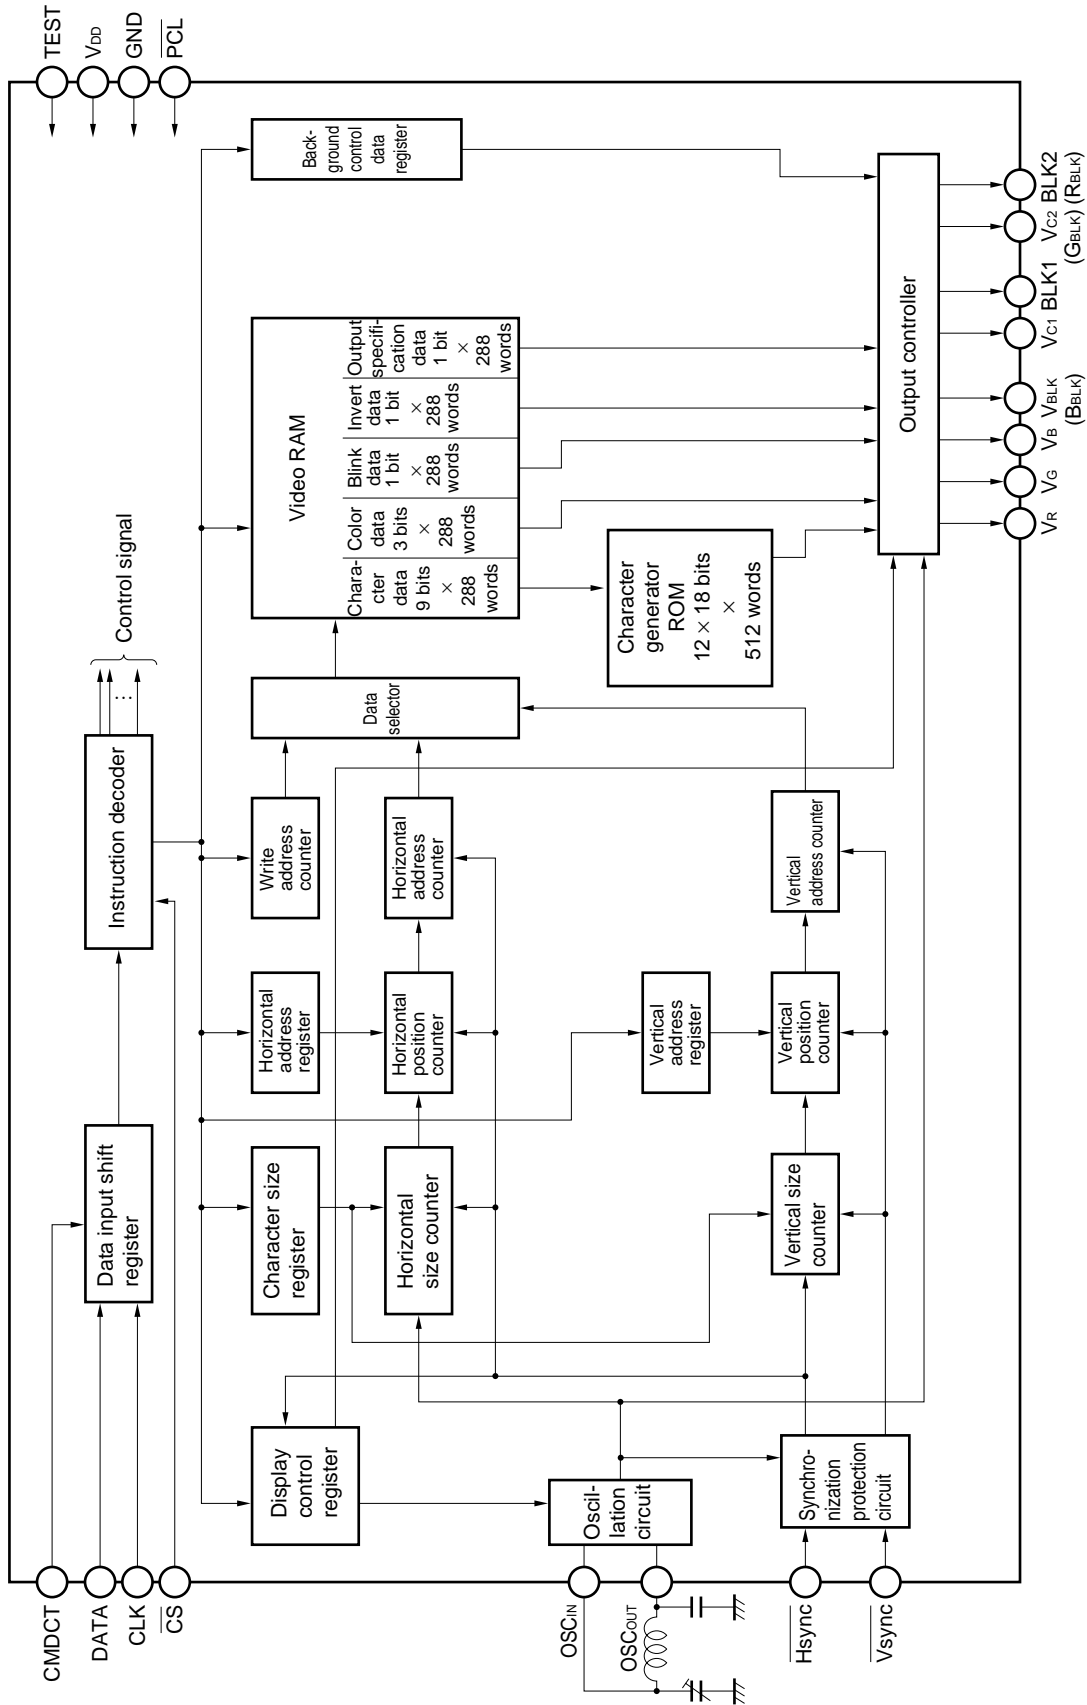 CMDCT
DATA
CLK
CS
Data input shift
register
Instruction decoder
Control signal
TEST
VDD
GND
PCL
Display
control
register
Character size
register
Horizontal
address
register
Write
address
counter
Data
selector
Video RAM
Chara-
cter
data
9 bits
×
288
words
Color
data
3 bits
×
288
words
Blink
data
1 bit
×
288
words
Invert
data
1 bit
×
288
words
Output
specifi-
cation
data
1 bit
×
288
words
Back-
ground
control
data
register
Horizontal
size counter
Horizontal
position
counter
Horizontal
address
counter
OSCIN
OSCOUT
Oscil-
lation
circuit
Vertical
address
register
Character
generator
ROM
12 × 18 bits
×
512 words
Hsync
Vsync
Synchro-
nization
protection
circuit
Vertical size
counter
Vertical
position
counter
Vertical
address counter
Output controller
VR
VG
VB
VBLK
(BBLK)
VC1
BLK1
VC2
(GBLK)
BLK2
(RBLK)